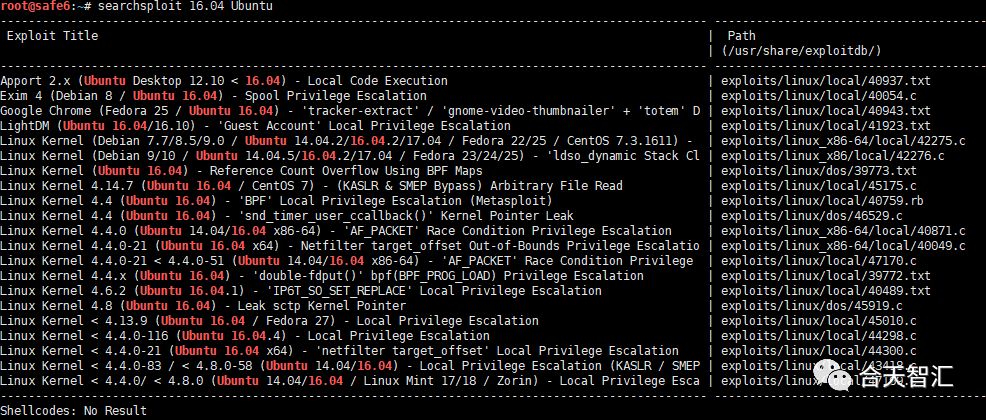 root@safe6:~# searchsploit 16.04 Ubuntu
Exploit Title | Path
| (/usr/share/exploitdb/)
Apport 2.x (Ubuntu Desktop 12.10 < 16.04) - Local Code Execution | exploits/linux/local/40937.txt
Exim 4 (Debian 8 / Ubuntu 16.04) - Spool Privilege Escalation | exploits/linux/local/40054.c
Google Chrome (Fedora 25 / Ubuntu 16.04) - 'tracker-extract' / 'gnome-video-thumbnailer' + 'totem' D | exploits/linux/local/40943.txt
LightDM (Ubuntu 16.04/16.10) - 'Guest Account' Local Privilege Escalation | exploits/linux/local/41923.txt
Linux Kernel (Debian 7.7/8.5/9.0 / Ubuntu 14.04.2/16.04.2/17.04 / Fedora 22/25 / CentOS 7.3.1611) - | exploits/linux_x86-64/local/42275.c
Linux Kernel (Debian 9/10 / Ubuntu 14.04.5/16.04.2/17.04 / Fedora 23/24/25) - 'ldso_dynamic Stack Cl | exploits/linux_x86/local/42276.c
Linux Kernel (Ubuntu 16.04) - Reference Count Overflow Using BPF Maps | exploits/linux/dos/39773.txt
Linux Kernel 4.14.7 (Ubuntu 16.04 / CentOS 7) - (KASLR & SMEP Bypass) Arbitrary File Read | exploits/linux/local/45175.c
Linux Kernel 4.4 (Ubuntu 16.04) - 'BPF' Local Privilege Escalation (Metasploit) | exploits/linux/local/40759.rb
Linux Kernel 4.4 (Ubuntu 16.04) - 'snd_timer_user_ccallback()' Kernel Pointer Leak | exploits/linux/dos/46529.c
Linux Kernel 4.4.0 (Ubuntu 14.04/16.04 x86-64) - 'AF_PACKET' Race Condition Privilege Escalation | exploits/linux_x86-64/local/40871.c
Linux Kernel 4.4.0-21 (Ubuntu 16.04 x64) - Netfilter target_offset Out-of-Bounds Privilege Escalatio | exploits/linux_x86-64/local/40049.c
Linux Kernel 4.4.0-21 < 4.4.0-51 (Ubuntu 14.04/16.04 x86-64) - 'AF_PACKET' Race Condition Privilege | exploits/linux/local/47170.c
Linux Kernel 4.4.x (Ubuntu 16.04) - 'double-fdput()' bpf(BPF_PROG_LOAD) Privilege Escalation | exploits/linux/local/39772.txt
Linux Kernel 4.6.2 (Ubuntu 16.04.1) - 'IP6T_SO_SET_REPLACE' Local Privilege Escalation | exploits/linux/local/40489.txt
Linux Kernel 4.8 (Ubuntu 16.04) - Leak sctp Kernel Pointer | exploits/linux/dos/45919.c
Linux Kernel < 4.13.9 (Ubuntu 16.04 / Fedora 27) - Local Privilege Escalation | exploits/linux/local/45010.c
Linux Kernel < 4.4.0-116 (Ubuntu 16.04.4) - Local Privilege Escalation | exploits/linux/local/44298.c
Linux Kernel < 4.4.0-21 (Ubuntu 16.04 x64) - 'netfilter target_offset' Local Privilege Escalation | exploits/linux/local/44300.c
Linux Kernel < 4.4.0-83 / < 4.8.0-58 (Ubuntu 14.04/16.04) - Local Privilege Escalation (KASLR / SMEP |
Linux Kernel < 4.4.0/ < 4.8.0 (Ubuntu 14.04/16.04 / Linux Mint 17/18 / Zorin) - Local Privilege Esca |
合天智汇
Shellcodes: No Result